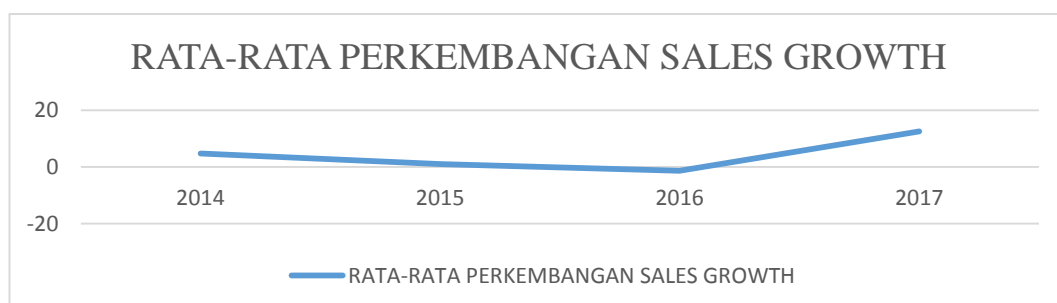 RATA-RATA PERKEMBANGAN SALES GROWTH
20
0
-20
2014 2015 2016 2017
RATA-RATA PERKEMBANGAN SALES GROWTH